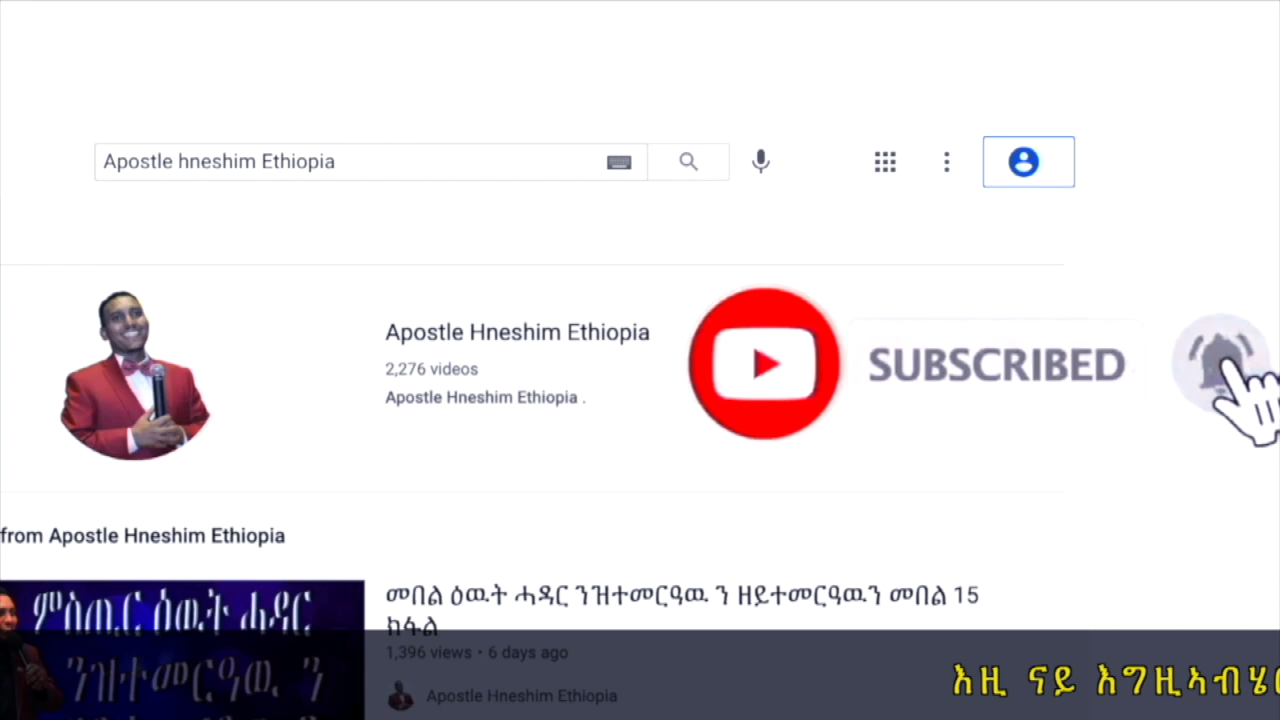 Apostle hneshim Ethiopia
Apostle Hneshim Ethiopia
2,276 videos
Apostle Hneshim Ethiopia .
SUBSCRIBED
from Apostle Hneshim Ethiopia
መበል ዕዉት ሓዳር ንዝተመርዓዉ ን ዘይተመርዓዉን መበል 15
ክፋል
1,396 views • 6 days ago
Apostle Hneshim Ethiopia
ምስጢር ዕዉት ሓዳር
ንዝተመርዓዉ ን
እዚ ናይ